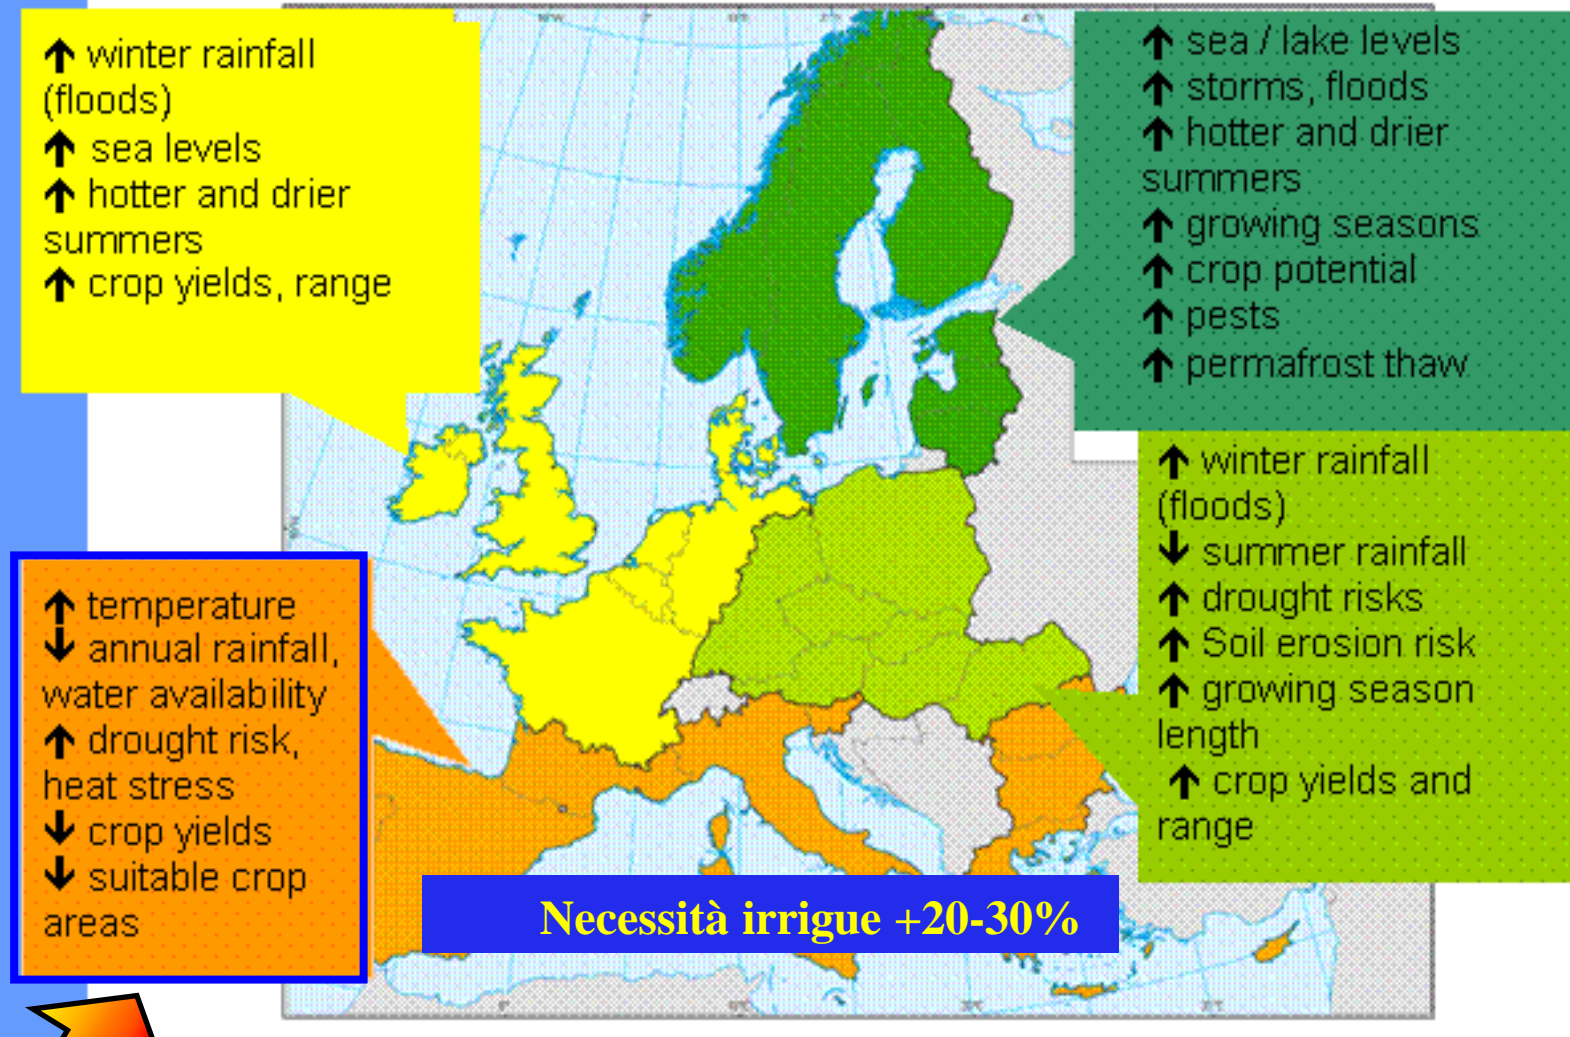 ↑ winter rainfall
(floods)
↑ sea levels
↑ hotter and drier
summers
↑ crop yields, range
↑ sea / lake levels
↑ storms, floods
↑ hotter and drier
summers
↑ growing seasons
↑ crop potential
↑ pests
↑ permafrost thaw
↑ winter rainfall
(floods)
↓ summer rainfall
↑ drought risks
↑ Soil erosion risk
↑ growing season
length
↑ crop yields and
range
↑ temperature
↓ annual rainfall,
water availability
↑ drought risk,
heat stress
↓ crop yields
↓ suitable crop
areas
Necessità irrigue +20-30%